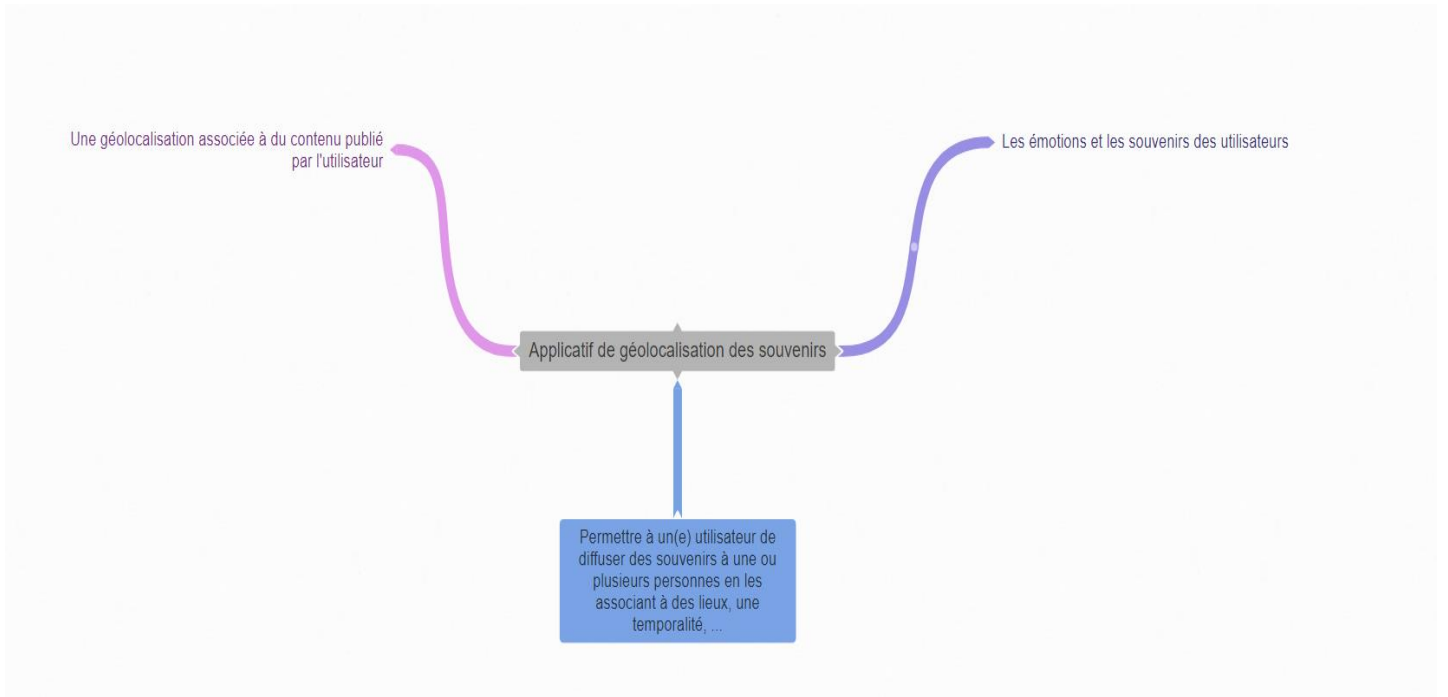 Une géolocalisation associée à du contenu publié
par l'utilisateur
Les émotions et les souvenirs des utilisateurs
Applicatif de géolocalisation des souvenirs
Permettre à un(e) utilisateur de
diffuser des souvenirs à une ou
plusieurs personnes en les
associant à des lieux, une
temporalité, ...